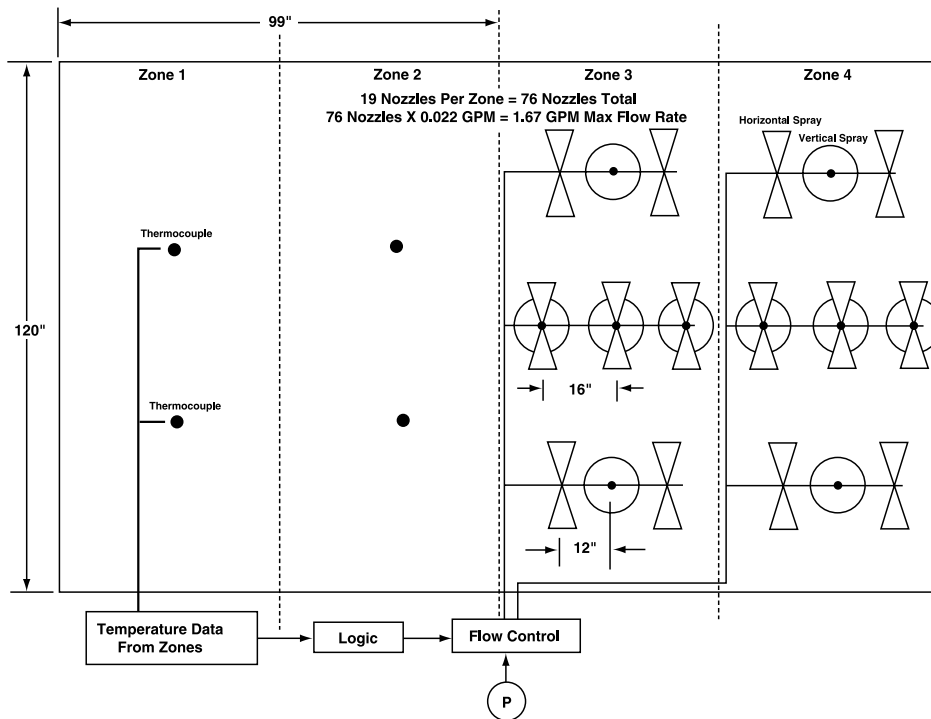 99"
Zone 1
Zone 2
Zone 3
Zone 4
19 Nozzles Per Zone = 76 Nozzles Total
76 Nozzles X 0.022 GPM = 1.67 GPM Max Flow Rate
Horizontal Spray
Vertical Spray
Thermocouple
120"
16"
Thermocouple
12"
Temperature Data
From Zones
Logic
Flow Control
P